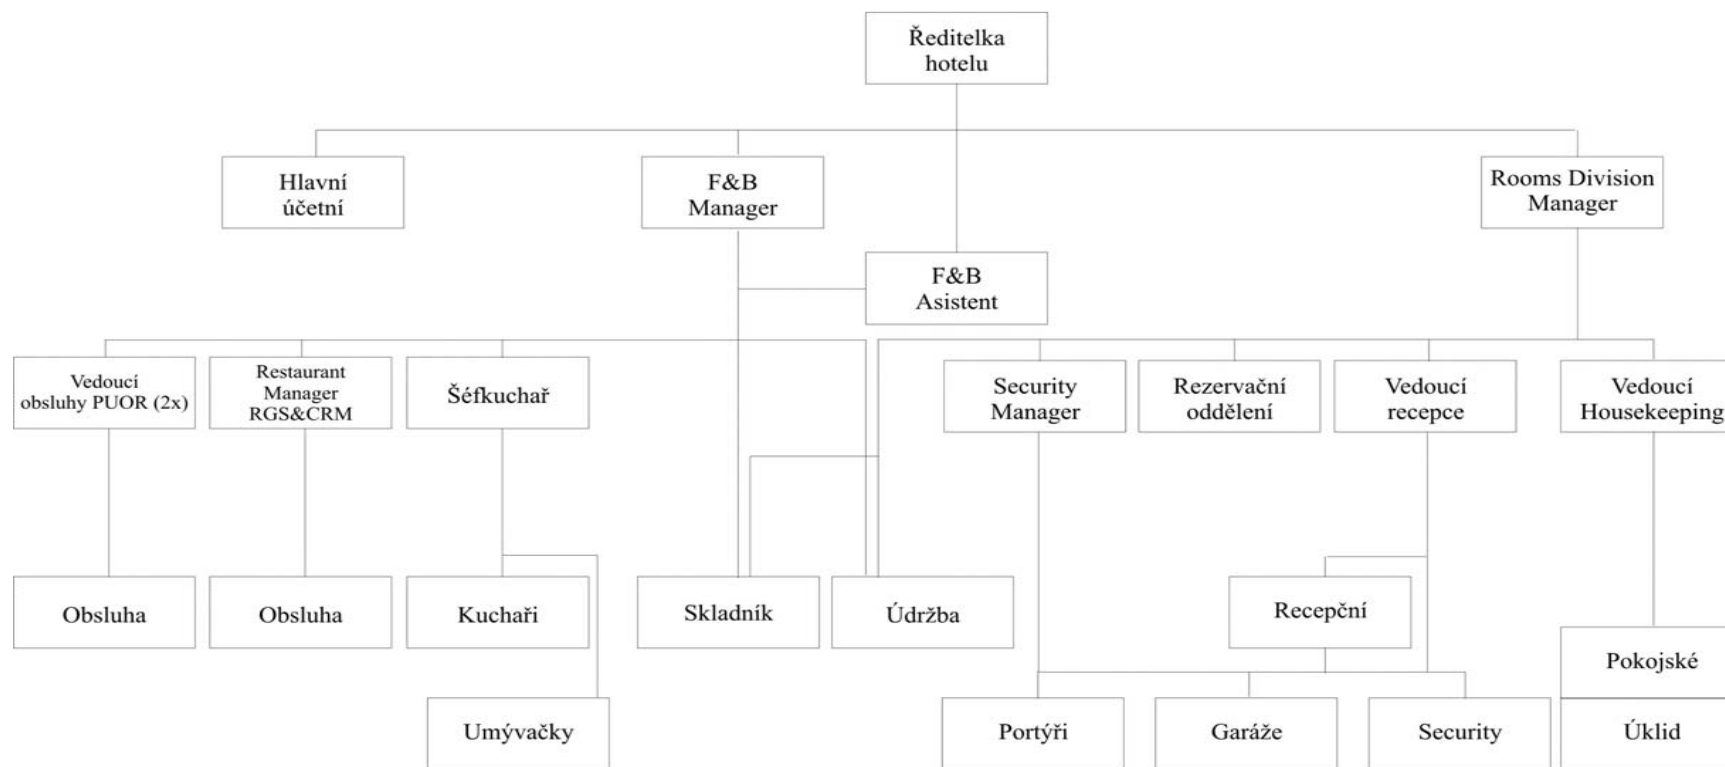 Ředitelka
hotelu
Hlavní
účetní
F&B
Manager
Rooms Division
Manager
F&B
Asistent
Vedoucí
obsluhy PUOR (2x)
Restaurant
Manager
RGS&CRM
Šéfkuchař
Security
Manager
Rezervační
oddělení
Vedoucí
recepce
Vedoucí
Housekeeping
Obsluha
Obsluha
Kuchaři
Skladník
Údržba
Recepční
Pokojské
Umývačky
Portýři
Garáže
Security
Úklid